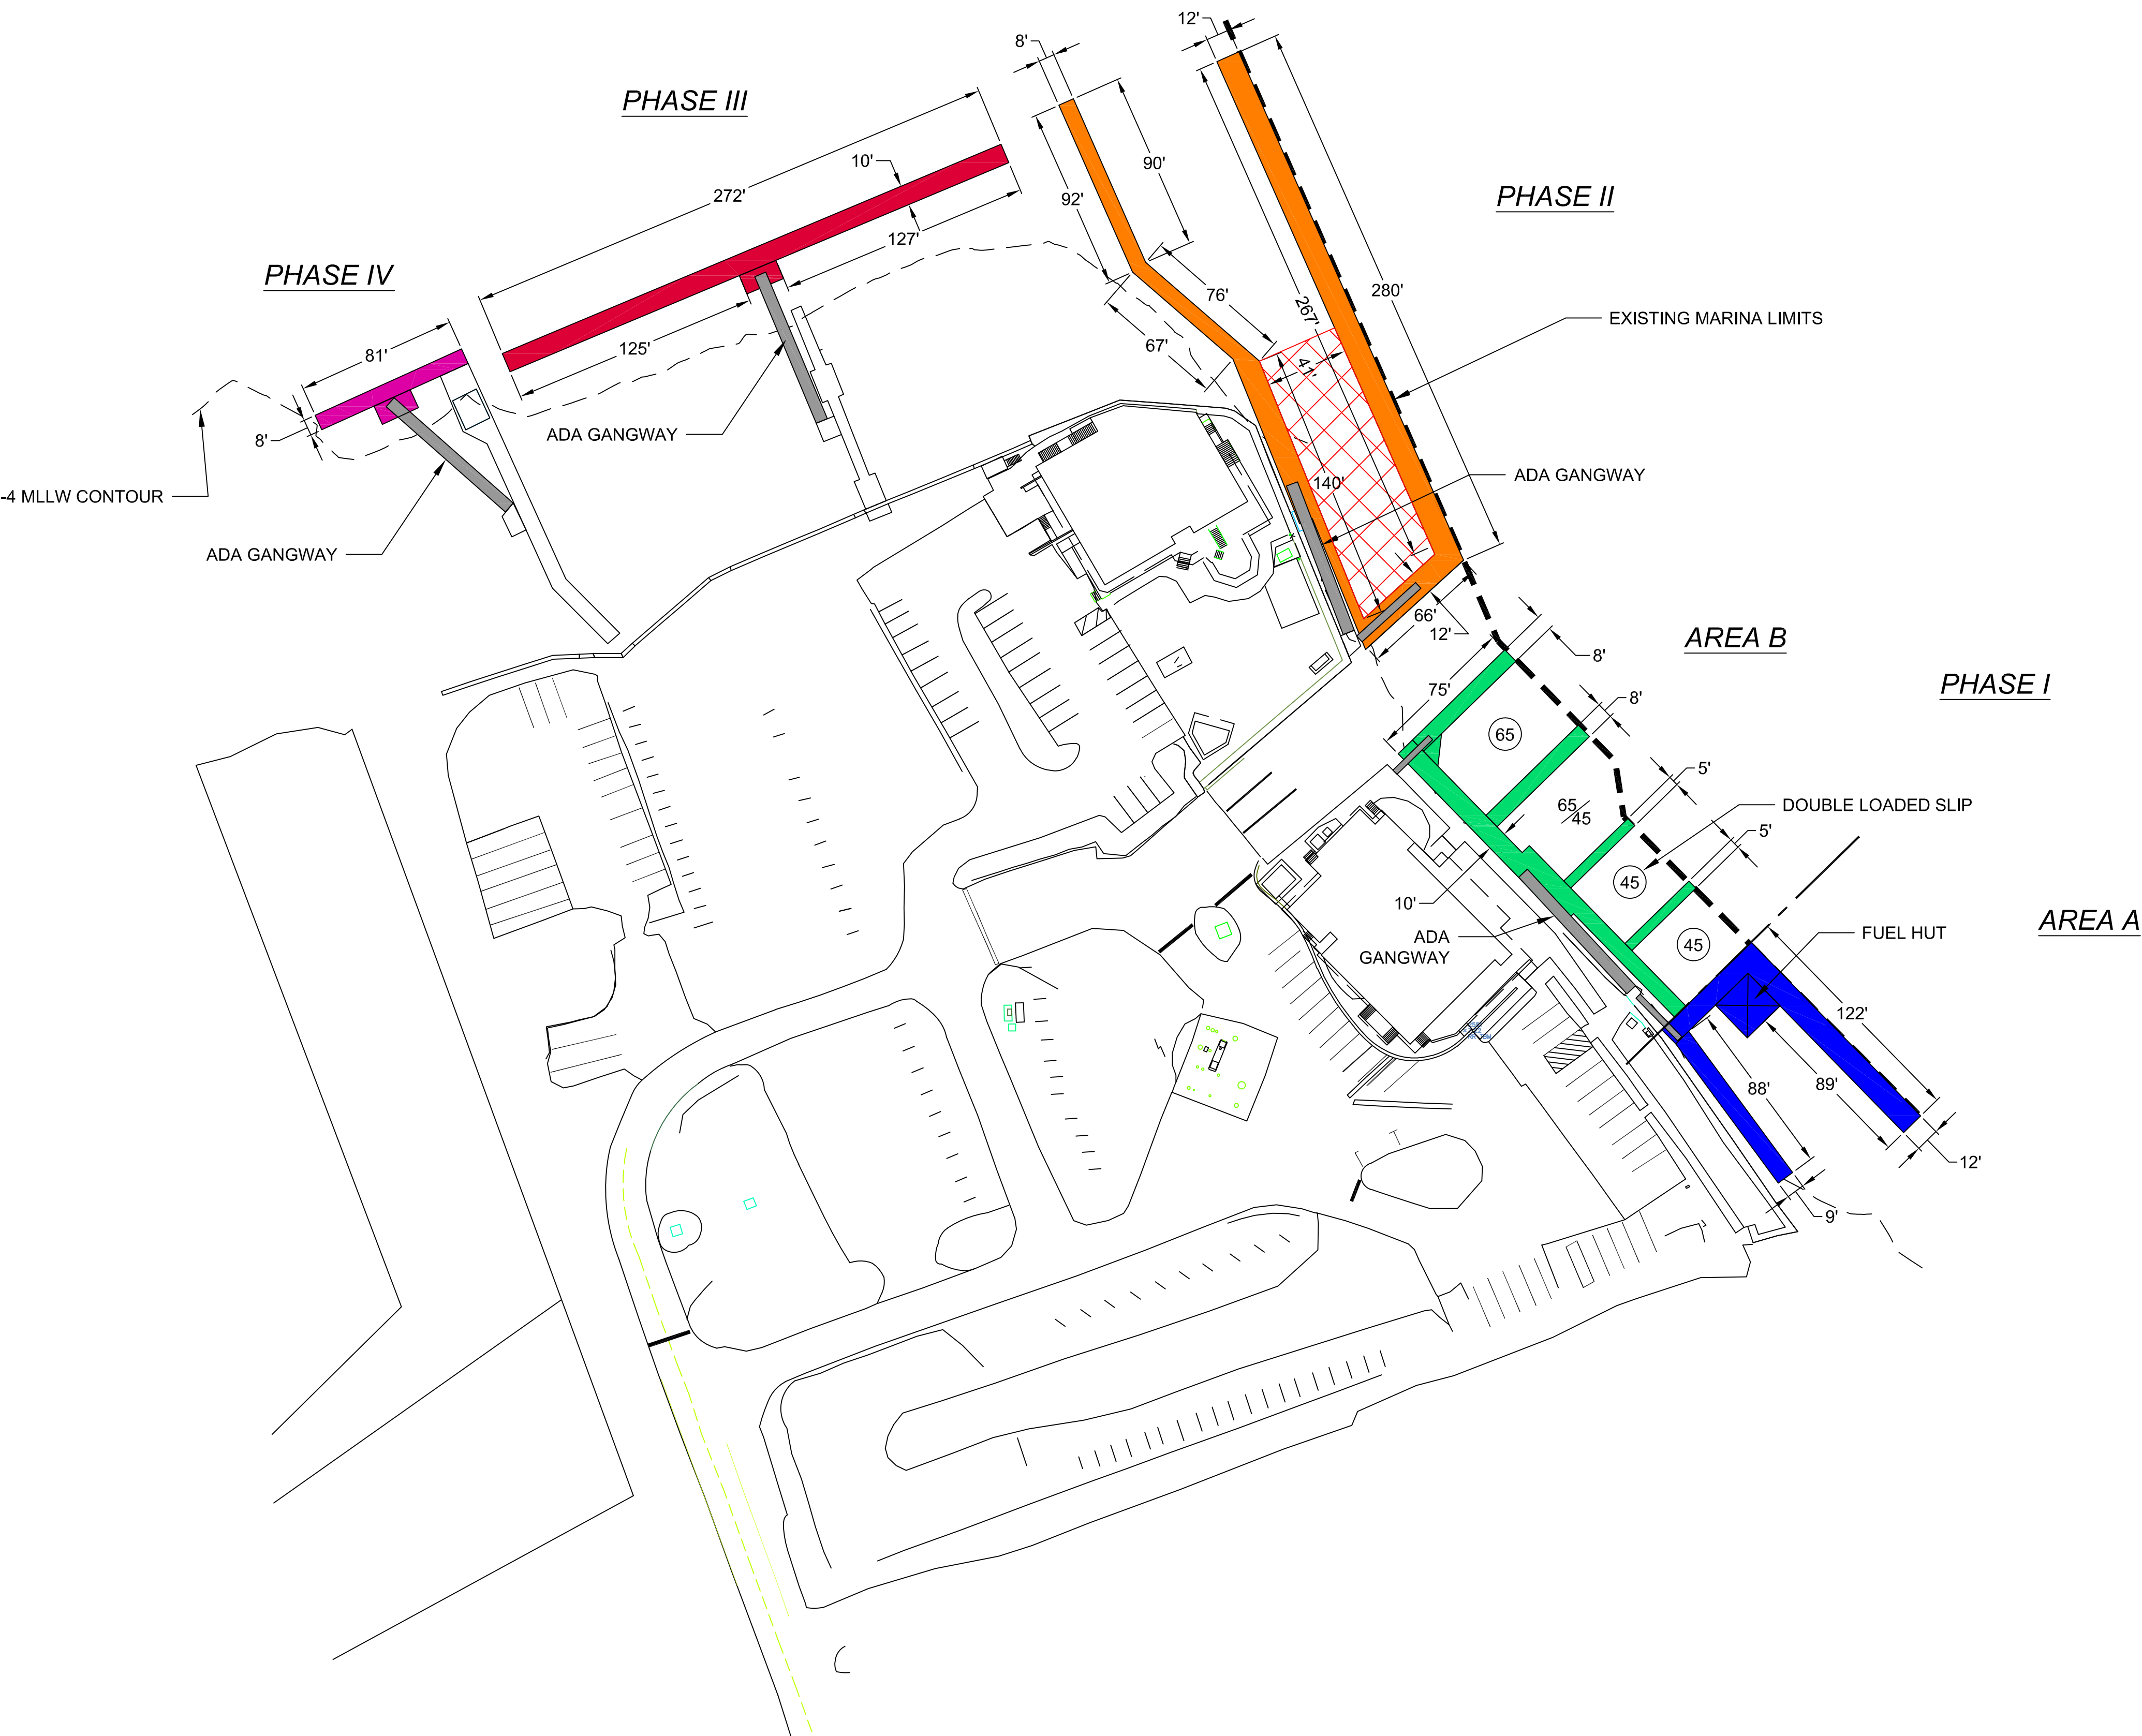 12'
8'
PHASE III
10'
90'
272'
92'
PHASE II
127'
PHASE IV
76'
267'
280'
EXISTING MARINA LIMITS
81'
125'
67'
41'
8'
ADA GANGWAY
ADA GANGWAY
140'
-4 MLLW CONTOUR
ADA GANGWAY
66'
12'
AREA B
8'
PHASE I
75'
8'
65
5'
65
45
DOUBLE LOADED SLIP
5'
45
10'
AREA A
ADA
GANGWAY
FUEL HUT
45
122'
88'
89'
12'
9'